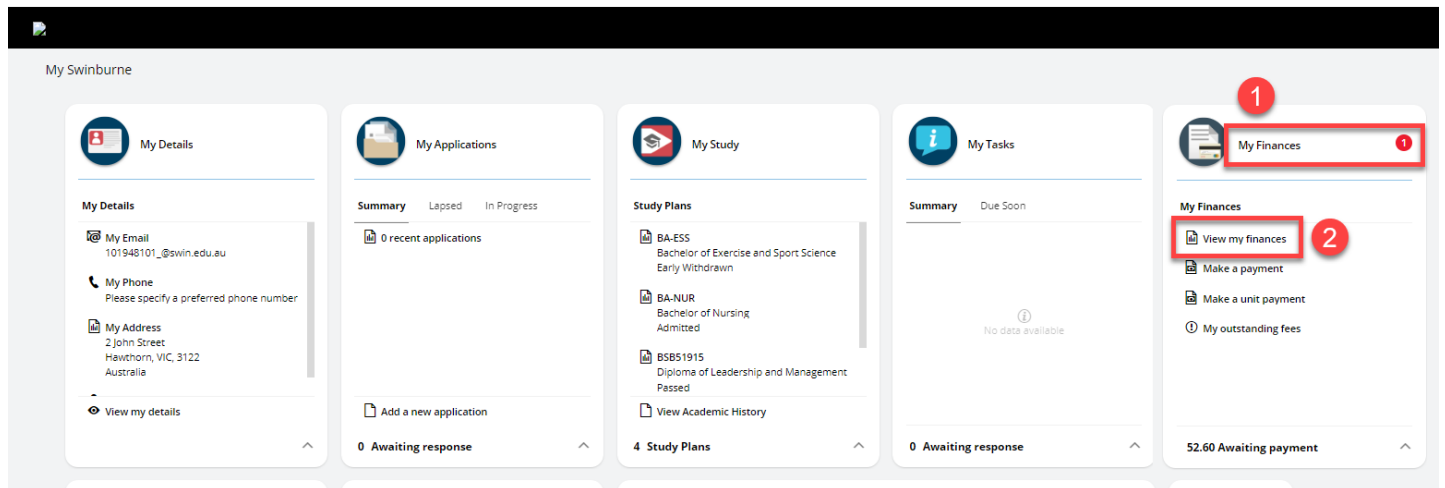 My Swinburne
My Details
My Details
My Email
101948101_@swin.edu.au
My Phone
Please specify a preferred phone number
My Address
2 John Street
Hawthorn, VIC, 3122
Australia
View my details
My Applications
Summary Lapsed In Progress
0 recent applications
Add a new application
0 Awaiting response
My Study
Study Plans
BA-ESS
Bachelor of Exercise and Sport Science
Early Withdrawn
BA-NUR
Bachelor of Nursing
Admitted
BSB51915
Diploma of Leadership and Management
Passed
View Academic History
4 Study Plans
My Tasks
i
Summary Due Soon
No data available
0 Awaiting response
1
My Finances 1
My Finances
View my finances 2
Make a payment
Make a unit payment
My outstanding fees
52.60 Awaiting payment